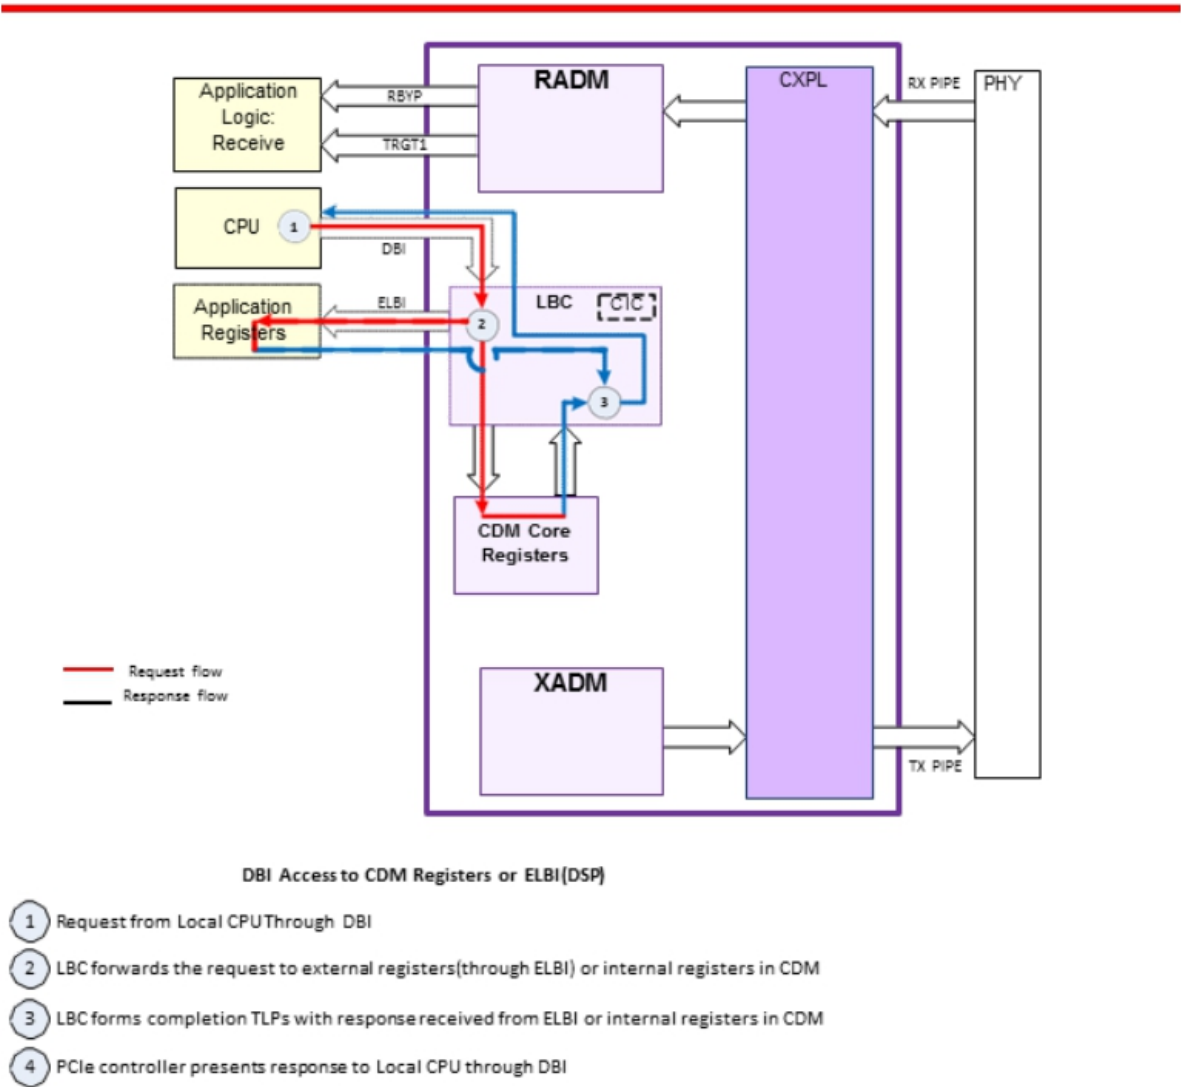 Application
Logic:
Receive
RBYP
TRGT1
RADM
CXPL
RX PIPE
PHY
CPU
1
DBI
Application
Registers
ELBI
LBC
CIC
2
3
CDM Core
Registers
Request flow
Response flow
XADM
TX PIPE
DBI Access to CDM Registers or ELBI(DSP)
1 Request from Local CPUThrough DBI
2 LBC forwards the request to external registers(through ELBI) or internal registers in CDM
3 LBC forms completion TLPs with response received from ELBI or internal registers in CDM
4 PCIe controller presents response to Local CPU through DBI